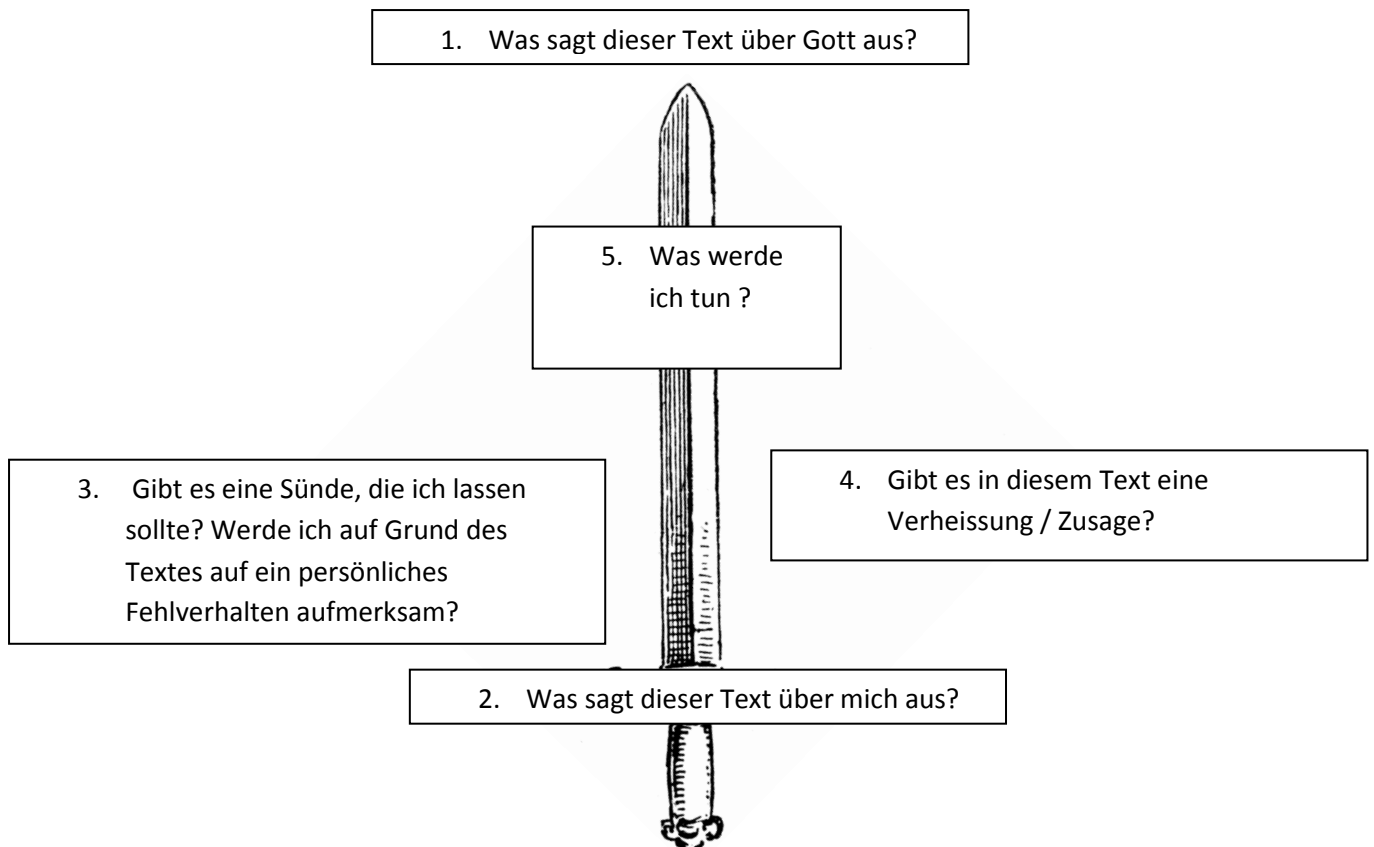 1. Was sagt dieser Text über Gott aus?
5. Was werde
ich tun ?
3. Gibt es eine Sünde, die ich lassen
sollte? Werde ich auf Grund des
Textes auf ein persönliches
Fehlverhalten aufmerksam?
4. Gibt es in diesem Text eine
Verheissung / Zusage?
2. Was sagt dieser Text über mich aus?